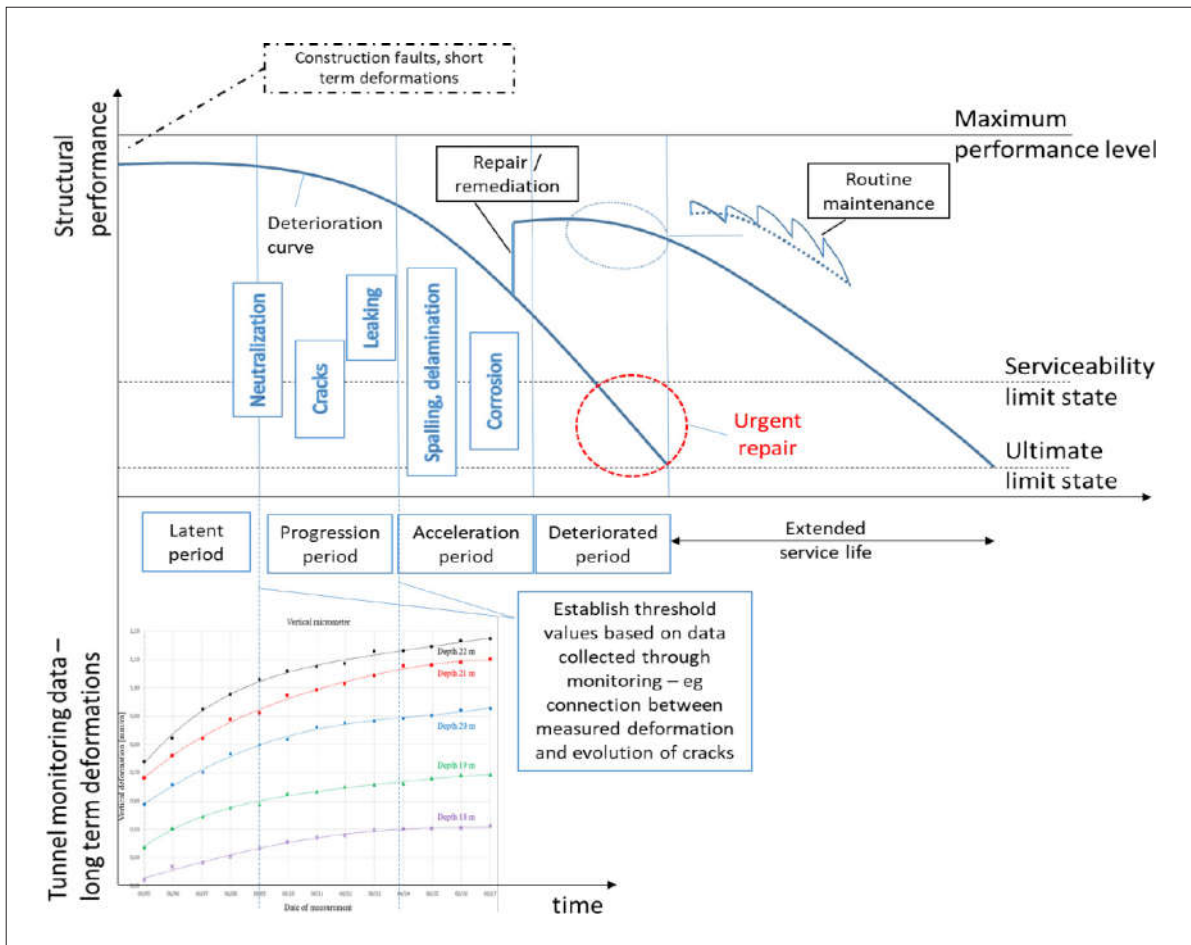 Construction faults, short
term deformations
Structural
performance
Maximum
performance level
Repair /
remediation
Routine
maintenance
Deterioration
curve
Neutralization
Cracks
Leaking
Spalling, delamination
Corrosion
Serviceability
limit state
Urgent
repair
Ultimate
limit state
Latent
period
Progression
period
Acceleration
period
Deteriorated
period
Extended
service life
Establish threshold
values based on data
collected through
monitoring – eg
connection between
measured deformation
and evolution of cracks
Tunnel monitoring data –
long term deformations
Vertical micrometer
Vertical deformation
Depth 22 m
Depth 21 m
Depth 20 m
Depth 19 m
Depth 18 m
Date of measurement
time